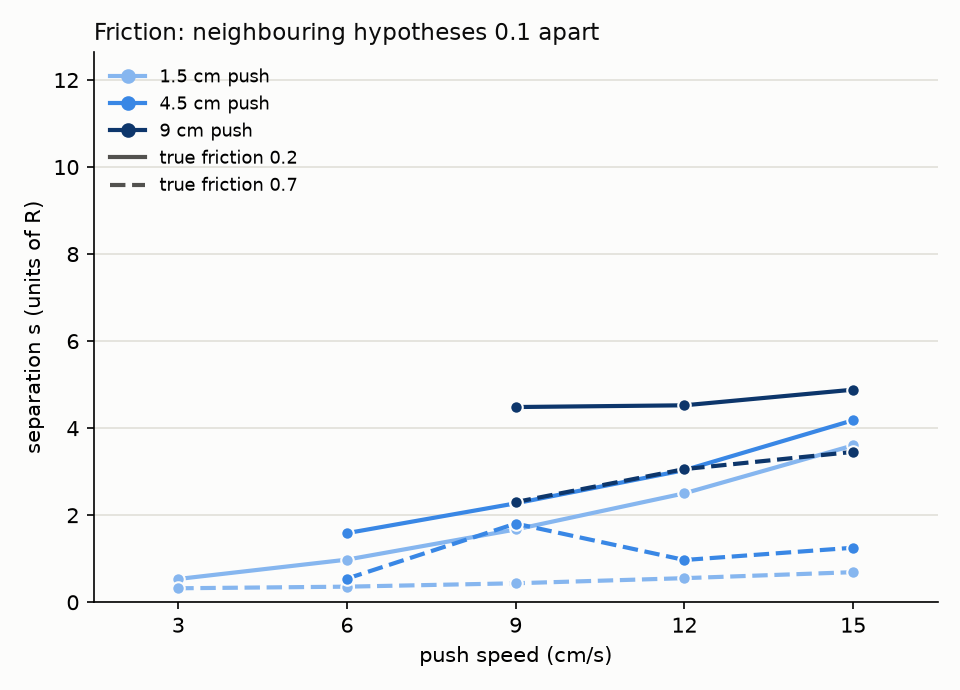 Friction: neighbouring hypotheses 0.1 apart
1.5 cm push
4.5 cm push
9 cm push
true friction 0.2
true friction 0.7
separation s (units of R)
12
10
8
6
4
2
0
3 6 9 12 15
push speed (cm/s)